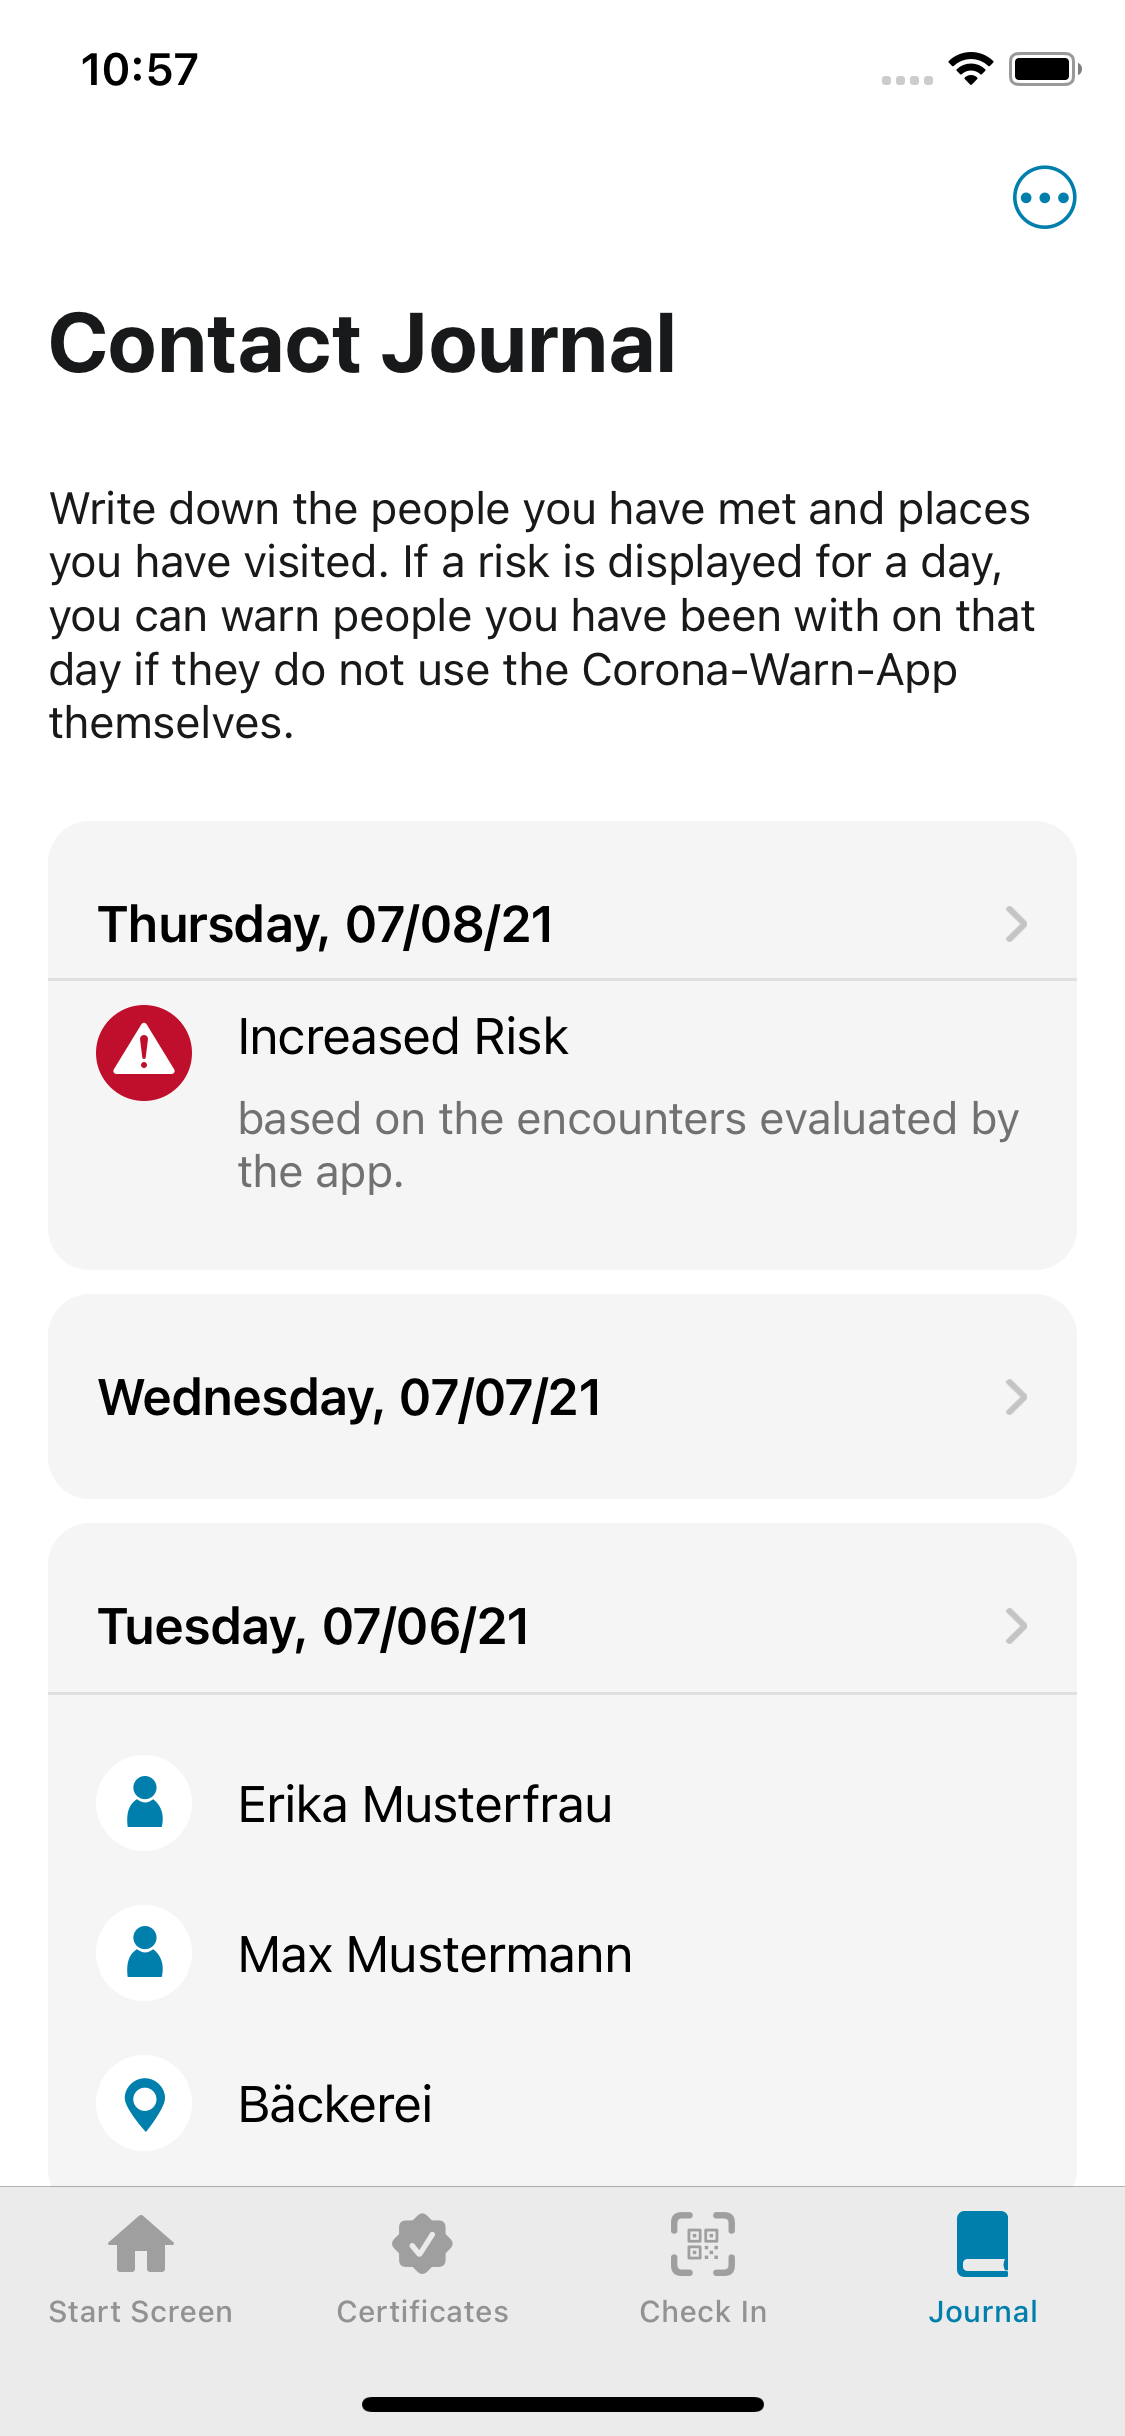 10:57
Contact Journal
Write down the people you have met and places
you have visited. If a risk is displayed for a day,
you can warn people you have been with on that
day if they do not use the Corona-Warn-App
themselves.
Thursday, 07/08/21
Increased Risk
based on the encounters evaluated by
the app.
Wednesday, 07/07/21
Tuesday, 07/06/21
Erika Musterfrau
Max Mustermann
Bäckerei
Start Screen
Certificates
Check In
Journal